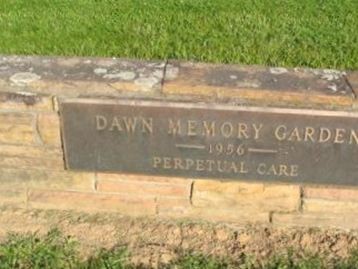 DAWN MEMORY GARDEN
1956
PERPETUAL CARE